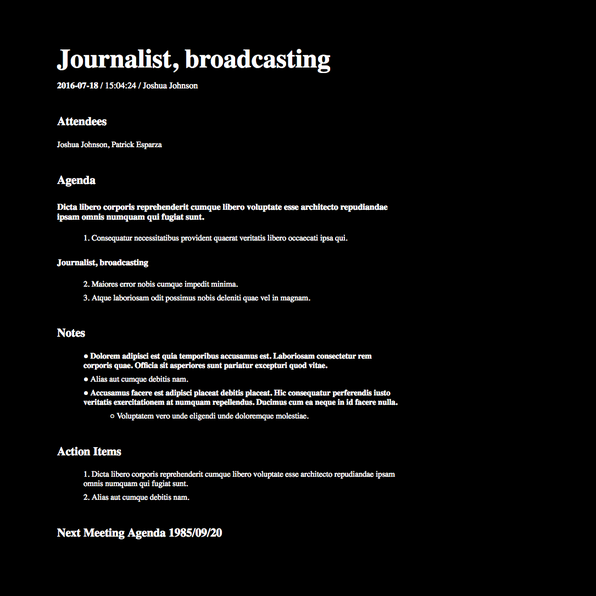 Journalist, broadcasting
2016-07-18 / 15:04:24 / Joshua Johnson
Attendees
Joshua Johnson, Patrick Esparza
Agenda
Dicta libero corporis reprehenderit cumque libero voluptate esse architecto repudiandae
ipsam omnis numquam qui fugiat sunt.
1. Consequatur necessitatibus provident quaerat veritatis libero occaecati ipsa qui.
Journalist, broadcasting
2. Maiores error nobis cumque impedit minima.
3. Atque laboriosam odit possimus nobis deleniti quae vel in magnam.
Notes
● Dolorem adipisci est quia temporibus accusamus est. Laboriosam consectetur rem
corporis quae. Officia sit asperiores sunt pariatur excepturi quod vitae.
● Alias aut cumque debitis nam.
● Accusamus facere est adipisci placeat debitis placeat. Hic consequatur perferendis iusto
veritatis exercitationem at numquam repellendus. Ducimus cum ea neque in id facere nulla.
○ Voluptatem vero unde eligendi unde doloremque molestiae.
Action Items
1. Dicta libero corporis reprehenderit cumque libero voluptate esse architecto repudiandae ipsam
omnis numquam qui fugiat sunt.
2. Alias aut cumque debitis nam.
Next Meeting Agenda 1985/09/20